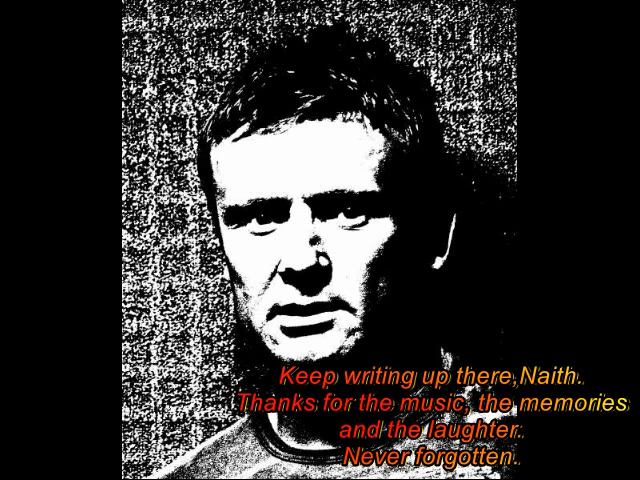 Keep writing up there,Naith.
Thanks for the music, the memories
and the laughter.
Never forgotten.